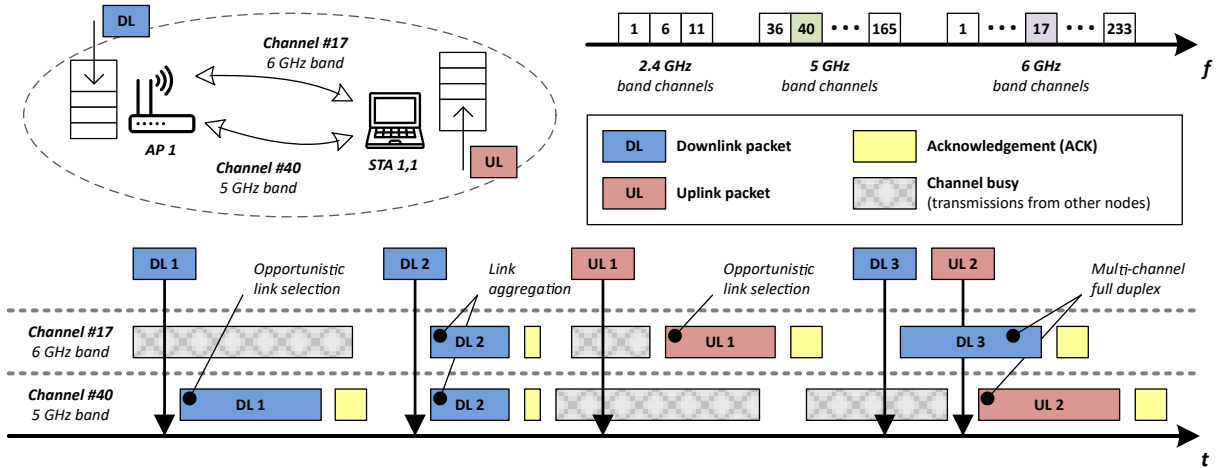 DL
Channel #17
6 GHz band
AP 1
Channel #40
5 GHz band
STA 1,1
UL
1 6 11 36 40 ••• 165 1 ••• 17 ••• 233
f
2.4 GHz
band channels
5 GHz
band channels
6 GHz
band channels
DL Downlink packet
UL Uplink packet
Acknowledgement (ACK)
Channel busy
(transmissions from other nodes)
DL 1
Opportunistic
link selection
DL 2
Link
aggregation
UL 1
Opportunistic
link selection
DL 3
UL 2
Multi-channel
full duplex
Channel #17
6 GHz band
DL 2
UL 1
DL 3
Channel #40
5 GHz band
DL 1
DL 2
UL 2
t